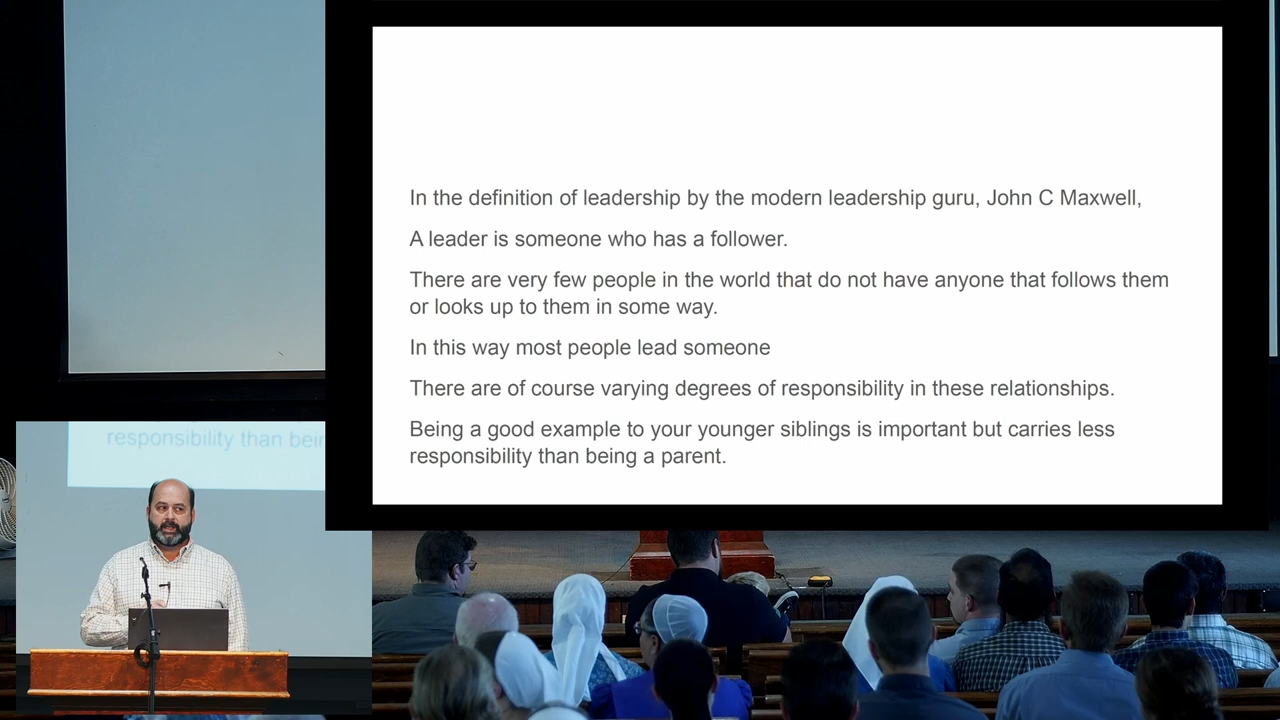 In the definition of leadership by the modern leadership guru, John C Maxwell,
A leader is someone who has a follower.
There are very few people in the world that do not have anyone that follows them
or looks up to them in some way.
In this way most people lead someone
There are of course varying degrees of responsibility in these relationships.
Being a good example to your younger siblings is important but carries less
responsibility than being a parent.
responsibility than bein